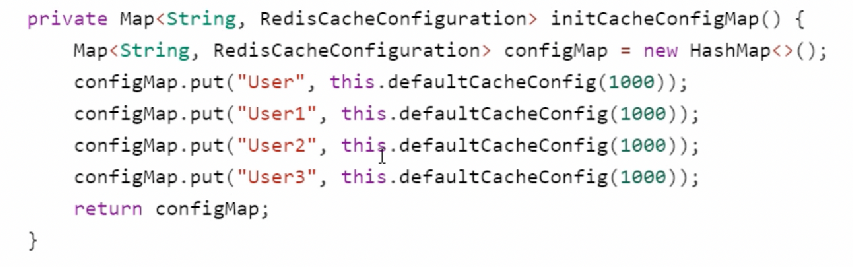 private Map<String, RedisCacheConfiguration> initCacheConfigMap() {
    Map<String, RedisCacheConfiguration> configMap = new HashMap<>();
    configMap.put("User", this.defaultCacheConfig(1000));
    configMap.put("User1", this.defaultCacheConfig(1000));
    configMap.put("User2", this.defaultCacheConfig(1000));
    configMap.put("User3", this.defaultCacheConfig(1000));
    return configMap;
}